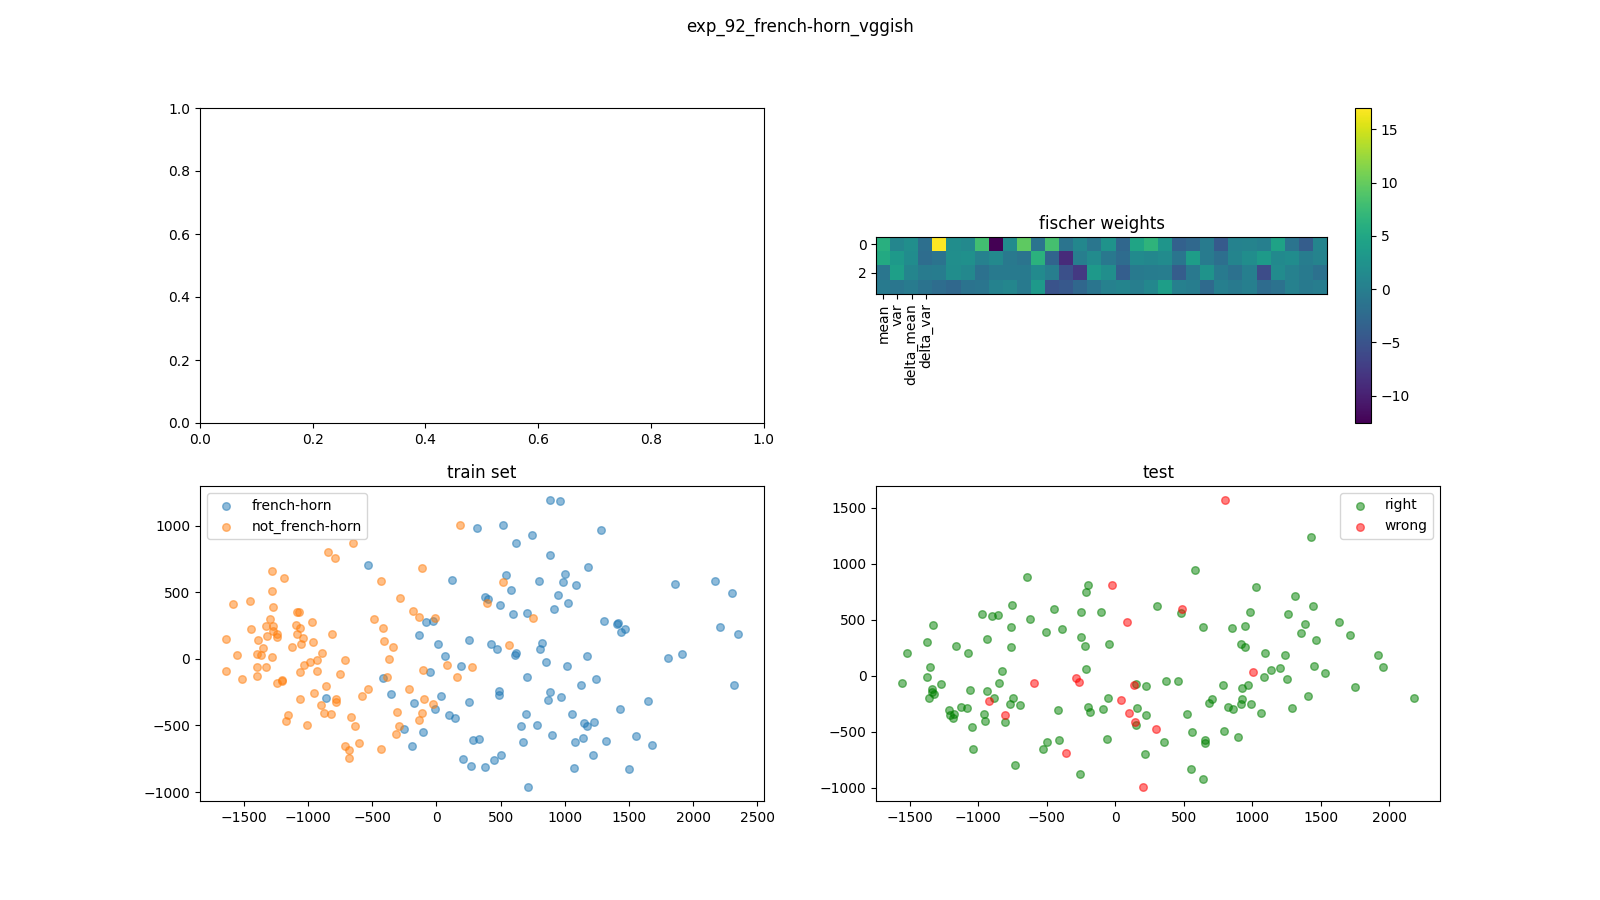 exp_92_french-horn_vggish
1.0
0.8
0.6
0.4
0.2
0.0
0.0 0.2 0.4 0.6 0.8 1.0
fischer weights
0
2
mean
var
delta_mean
delta_var
15
10
5
0
−5
−10
train set
french-horn
not_french-horn
1000
500
0
−500
−1000
−1500 −1000 −500 0 500 1000 1500 2000 2500
test
right
wrong
1500
1000
500
0
−500
−1000
−1500 −1000 −500 0 500 1000 1500 2000